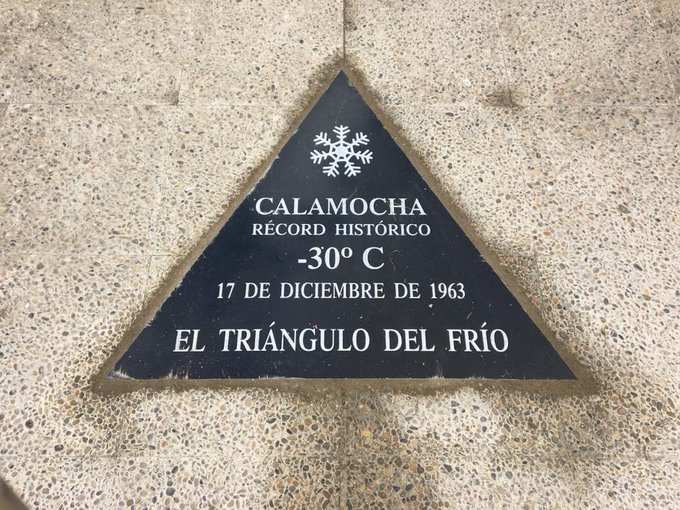 CALAMOCHA
RÉCORD HISTÓRICO
-30º C
17 DE DICIEMBRE DE 1963
EL TRIÁNGULO DEL FRÍO